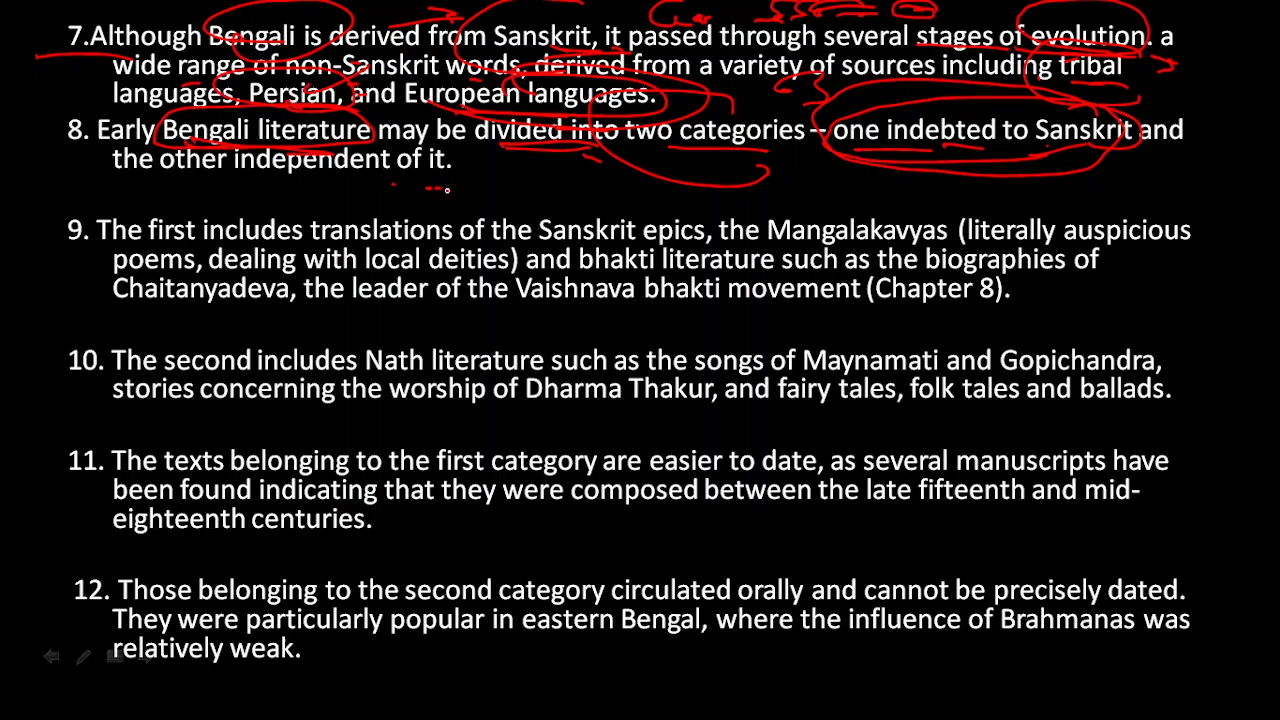 7.Although Bengali is derived from Sanskrit, it passed through several stages of evolution. a
wide range of non-Sanskrit words, derived from a variety of sources including tribal
languages, Persian, and European languages.
8. Early Bengali literature may be divided into two categories -- one indebted to Sanskrit and
the other independent of it.
9. The first includes translations of the Sanskrit epics, the Mangalakavyas (literally auspicious
poems, dealing with local deities) and bhakti literature such as the biographies of
Chaitanyadeva, the leader of the Vaishnava bhakti movement (Chapter 8).
10. The second includes Nath literature such as the songs of Maynamati and Gopichandra,
stories concerning the worship of Dharma Thakur, and fairy tales, folk tales and ballads.
11. The texts belonging to the first category are easier to date, as several manuscripts have
been found indicating that they were composed between the late fifteenth and mid-
eighteenth centuries.
12. Those belonging to the second category circulated orally and cannot be precisely dated.
They were particularly popular in eastern Bengal, where the influence of Brahmanas was
relatively weak.